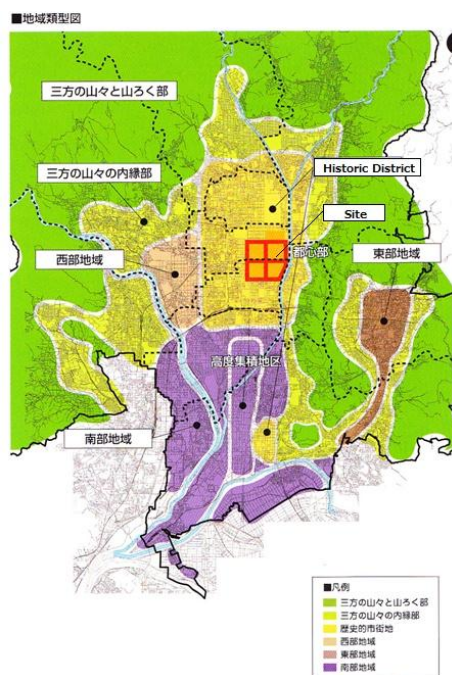 ■地域類型図
三方の山々と山ろく部
三方の山々の内縁部
Historic District
Site
西部地域
都心部
東部地域
高度集積地区
南部地域
■凡例
三方の山々と山ろく部
三方の山々の内縁部
歴史的市街地
西部地域
東部地域
南部地域